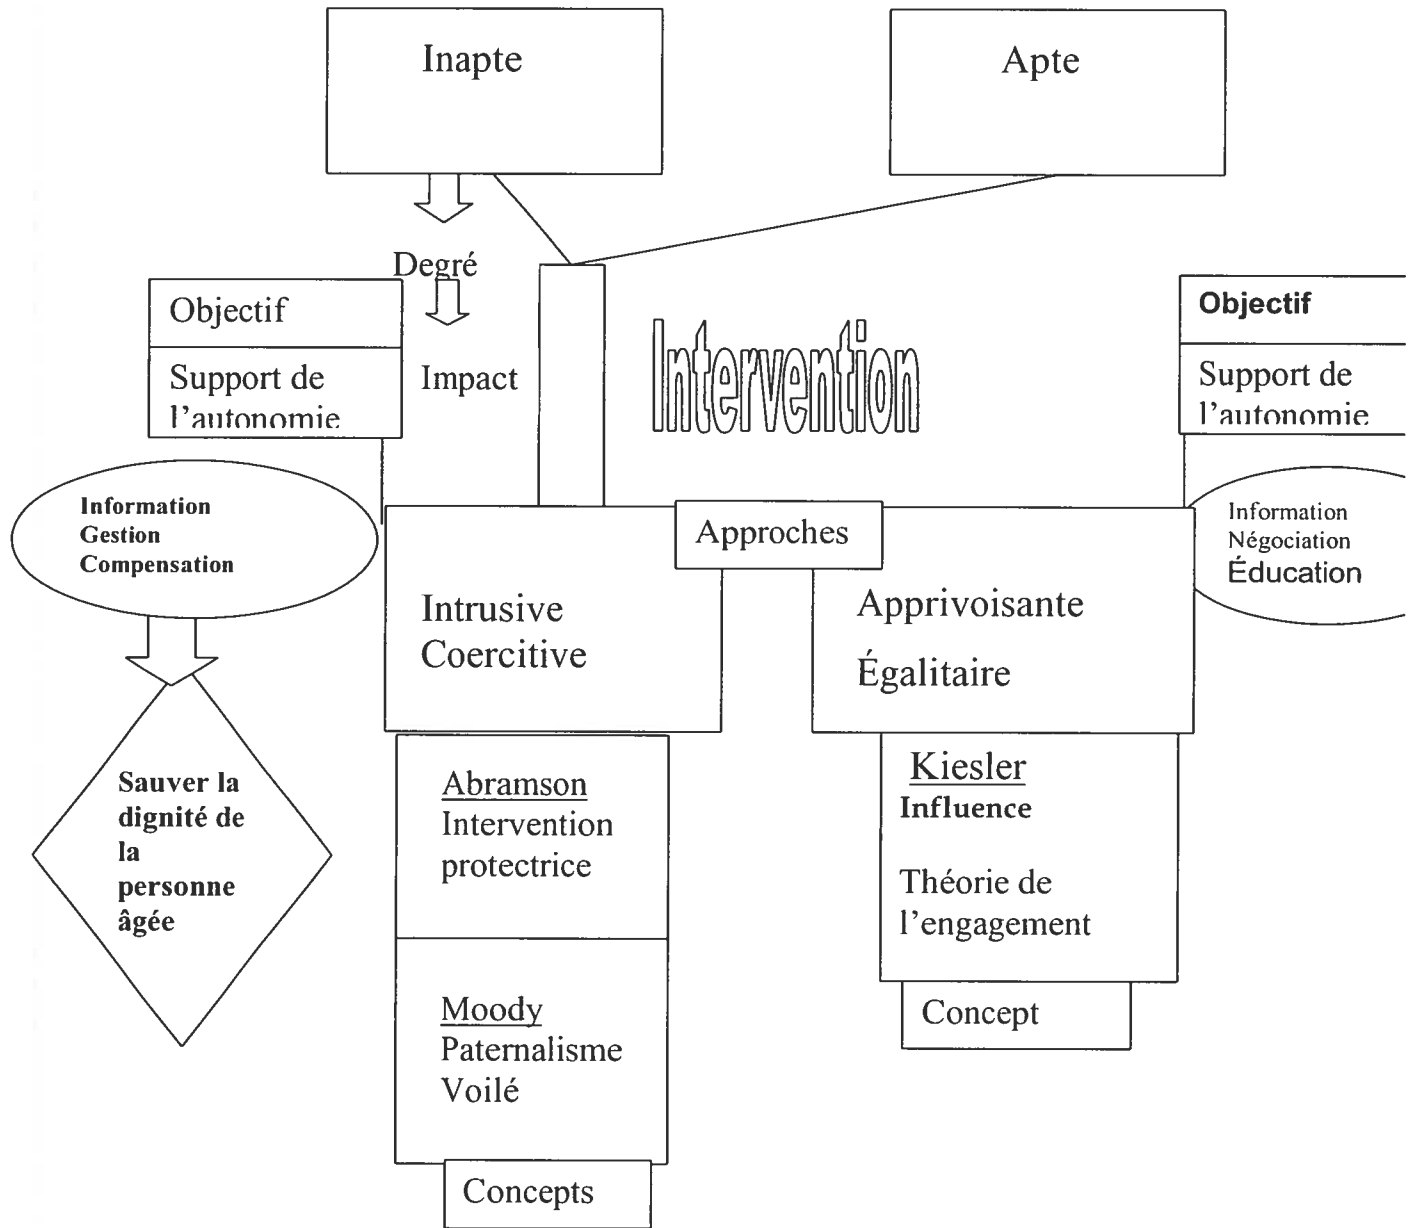 Inapte
Apte
Degré
Objectif
Support de
l'autonomie
Impact
Intervention
Objectif
Support de
l'autonomie
Information
Gestion
Compensation
Approches
Information
Négociation
Éducation
Intrusive
Coercitive
Apprivoisante
Égalitaire
Sauver la
dignité de
la
personne
âgée
Abramson
Intervention
protectrice
Kiesler
Influence
Théorie de
l'engagement
Moody
Paternalisme
Voilé
Concept
Concepts